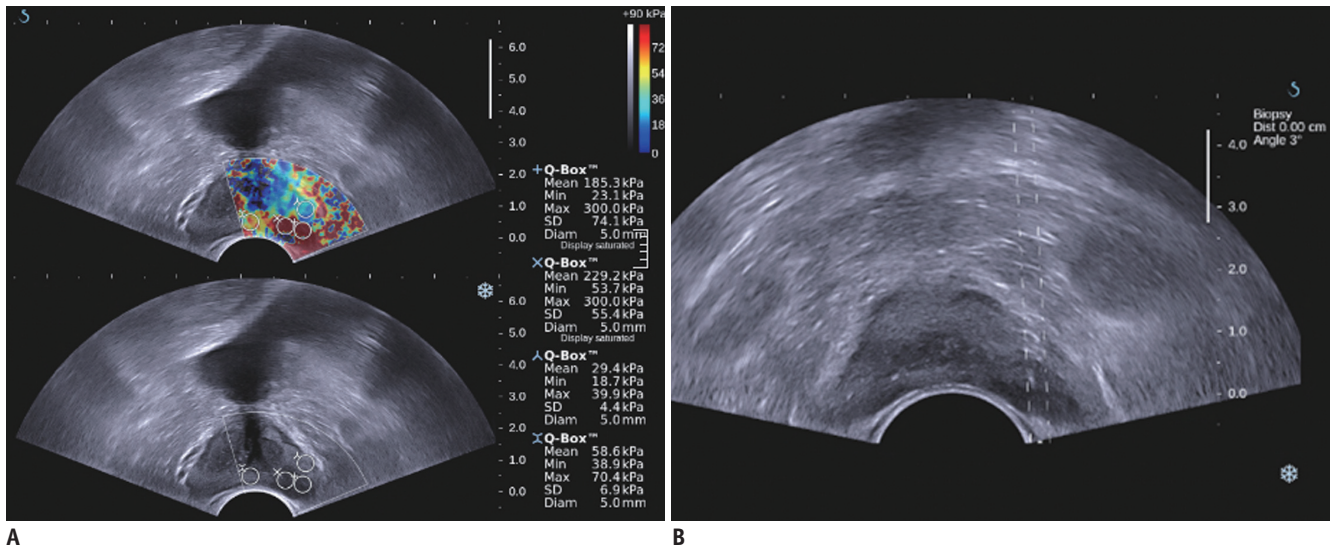 +90 kPa
72
54
36
18
0
6.0
5.0
4.0
3.0
2.0
1.0
0.0
+Q-Box™
Mean 185.3 kPa
Min 23.1 kPa
Max 300.0 kPa
SD 74.1 kPa
Diam 5.0 mm
Display saturated
Q-Box™
Mean 229.2 kPa
Min 53.7 kPa
Max 300.0 kPa
SD 55.4 kPa
Diam 5.0 mm
Display saturated
Q-Box™
Mean 29.4 kPa
Min 18.7 kPa
Max 39.9 kPa
SD 4.4 kPa
Diam 5.0 mm
Q-Box™
Mean 58.6 kPa
Min 38.9 kPa
Max 70.4 kPa
SD 6.9 kPa
Diam 5.0 mm
6.0
5.0
4.0
3.0
2.0
1.0
0.0
A
Biopsy
Dist 0.00 cm
Angle 3°
4.0
3.0
2.0
1.0
0.0
B